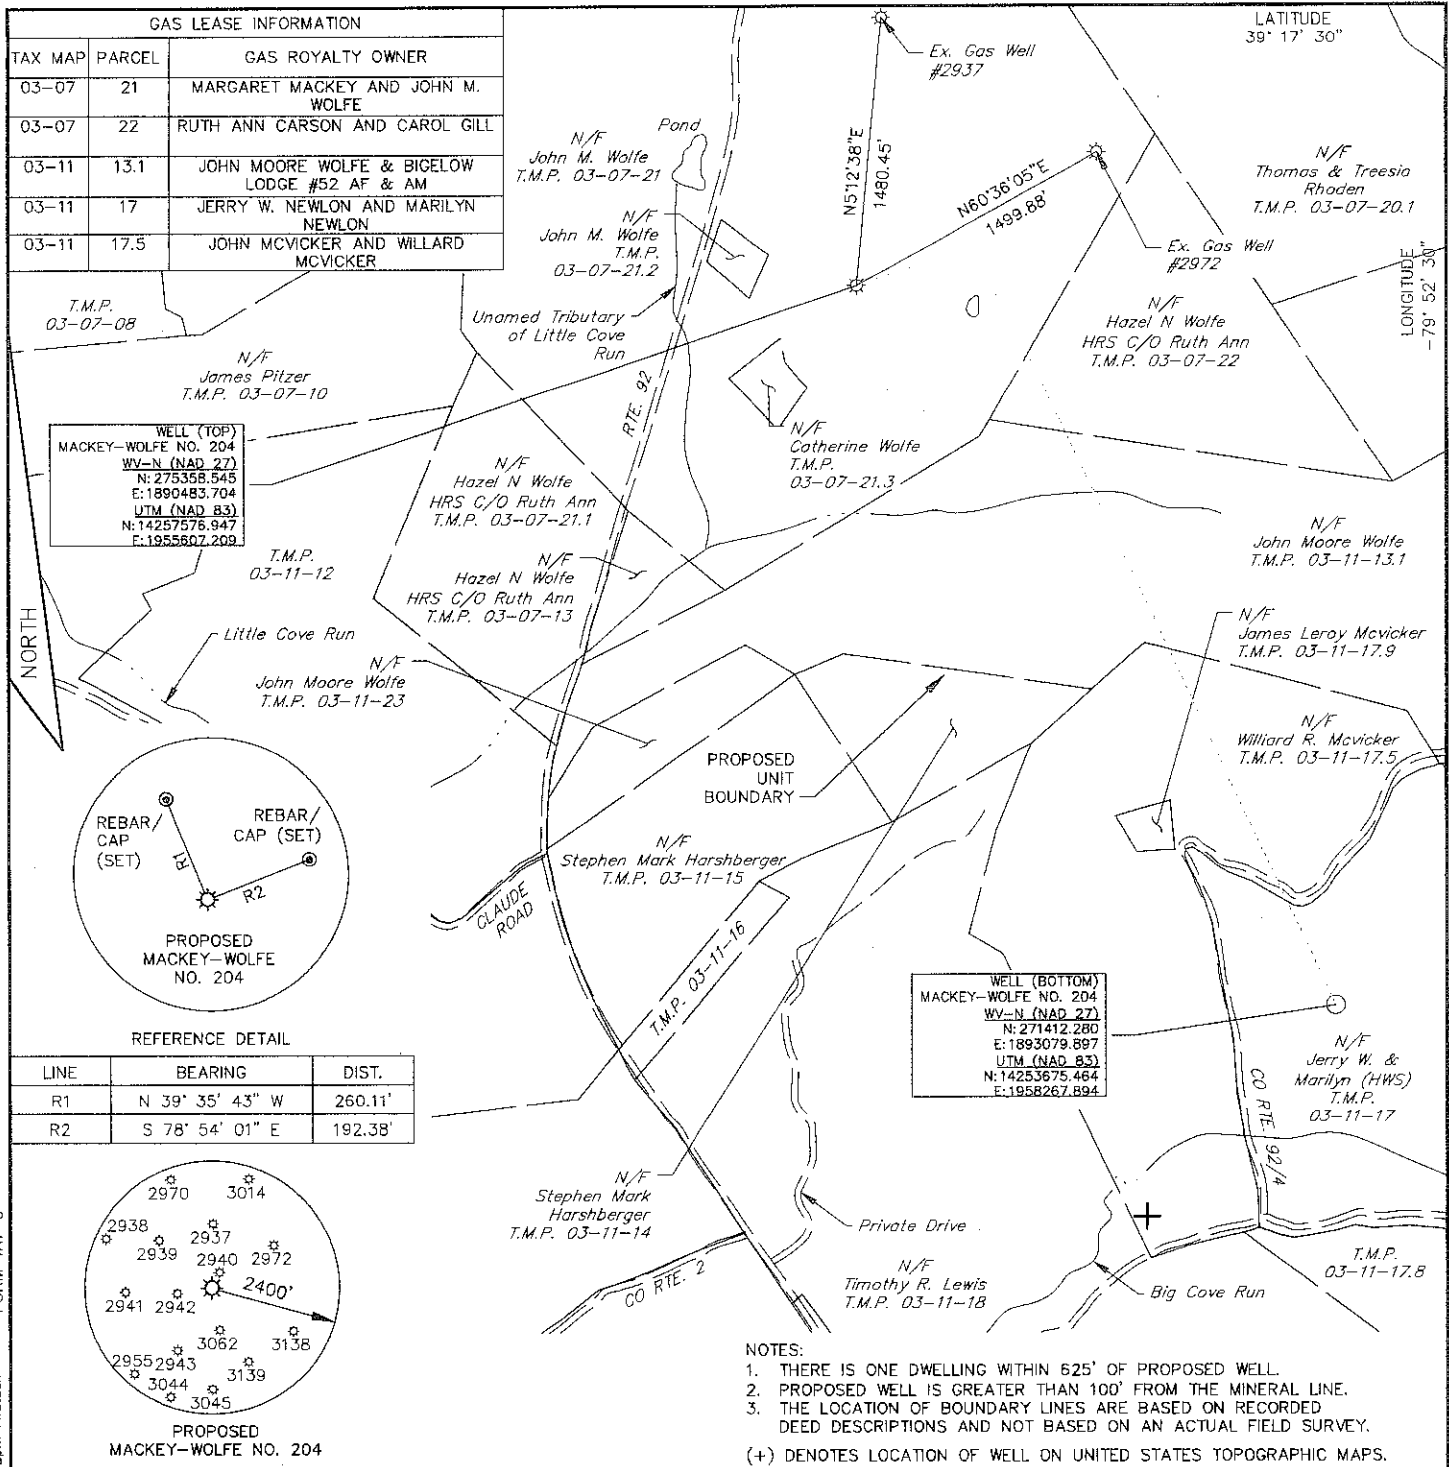 GAS LEASE INFORMATION
TAX MAP PARCEL GAS ROYALTY OWNER
03-07 21 MARGARET MACKEY AND JOHN M.
WOLFE
03-07 22 RUTH ANN CARSON AND CAROL GILL
03-11 13.1 JOHN MOORE WOLFE & BIGELOW
LODGE #52 AF & AM
03-11 17 JERRY W. NEWLON AND MARILYN
NEWLON
03-11 17.5 JOHN MCVICKER AND WILLARD
MCVICKER
LATITUDE
39° 17' 30"
LONGITUDE
-79° 52' 30"
Ex. Gas Well
#2937
N5°12'38"E
1480.45'
N60°36'05"E
1499.88'
Ex. Gas Well
#2972
N/F
Thomas & Treesia
Rhoden
T.M.P. 03-07-20.1
Pond
N/F
John M. Wolfe
T.M.P. 03-07-21
N/F
John M. Wolfe
T.M.P.
03-07-21.2
Unamed Tributary
of Little Cove
Run
T.M.P.
03-07-08
N/F
James Pitzer
T.M.P. 03-07-10
RTE. 92
N/F
Hazel N Wolfe
HRS C/O Ruth Ann
T.M.P. 03-07-22
N/F
Catherine Wolfe
T.M.P.
03-07-21.3
WELL (TOP)
MACKEY-WOLFE NO. 204
WV-N (NAD 27)
N:275358.545
E:1890483.704
UTM (NAD 83)
N:14257576.947
E:1955607.209
N/F
Hazel N Wolfe
HRS C/O Ruth Ann
T.M.P. 03-07-21.1
T.M.P.
03-11-12
N/F
Hazel N Wolfe
HRS C/O Ruth Ann
T.M.P. 03-07-13
N/F
John Moore Wolfe
T.M.P. 03-11-13.1
NORTH
Little Cove Run
N/F
John Moore Wolfe
T.M.P. 03-11-23
N/F
James Leroy Mcvicker
T.M.P. 03-11-17.9
N/F
Williard R. Mcvicker
T.M.P. 03-11-17.5
PROPOSED
UNIT
BOUNDARY
REBAR/
CAP
(SET)
REBAR/
CAP (SET)
R1
R2
PROPOSED
MACKEY-WOLFE
NO. 204
REFERENCE DETAIL
N/F
Stephen Mark Harshberger
T.M.P. 03-11-15
CLAUDE
ROAD
T.M.P. 03-11-16
WELL (BOTTOM)
MACKEY-WOLFE NO. 204
WV-N (NAD 27)
N:271412.280
E:1893079.897
UTM (NAD 83)
N:14253675.464
E:1958267.894
N/F
Jerry W. &
Marilyn (HWS)
T.M.P.
03-11-17
CO RTE. 92/4
LINE BEARING DIST.
R1 N 39° 35' 43" W 260.11'
R2 S 78° 54' 01" E 192.38'
N/F
Stephen Mark
Harshberger
T.M.P. 03-11-14
Private Drive
CO RTE. 2
N/F
Timothy R. Lewis
T.M.P. 03-11-18
+
Big Cove Run
T.M.P.
03-11-17.8
2970 3014
2938 2937
2939 2940 2972
2941 2942 2400'
3062 3138
2955 2943 3139
3044
3045
PROPOSED
MACKEY-WOLFE NO. 204
NOTES:
1. THERE IS ONE DWELLING WITHIN 625' OF PROPOSED WELL.
2. PROPOSED WELL IS GREATER THAN 100' FROM THE MINERAL LINE.
3. THE LOCATION OF BOUNDARY LINES ARE BASED ON RECORDED
DEED DESCRIPTIONS AND NOT BASED ON AN ACTUAL FIELD SURVEY.
(+) DENOTES LOCATION OF WELL ON UNITED STATES TOPOGRAPHIC MAPS.